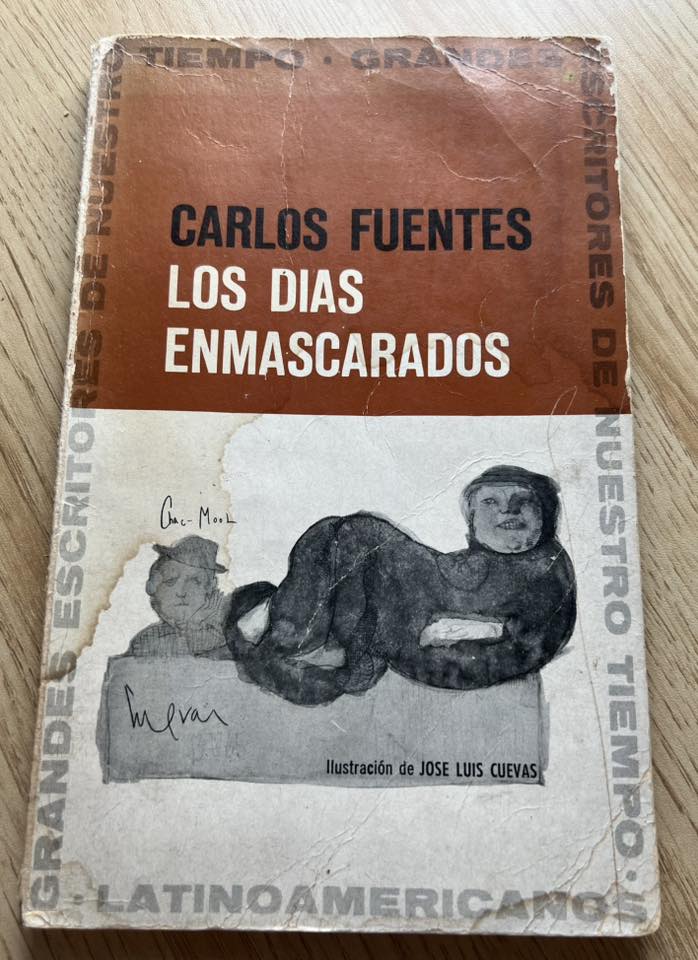 GRANDES ESCRITORES DE NUESTRO TIEMPO · GRANDES ESCRITORES DE NUESTRO TIEMPO ·
CARLOS FUENTES
LOS DIAS
ENMASCARADOS
Chac-Mool
Cuevas
Ilustración de JOSE LUIS CUEVAS
· LATINOAMERICANOS